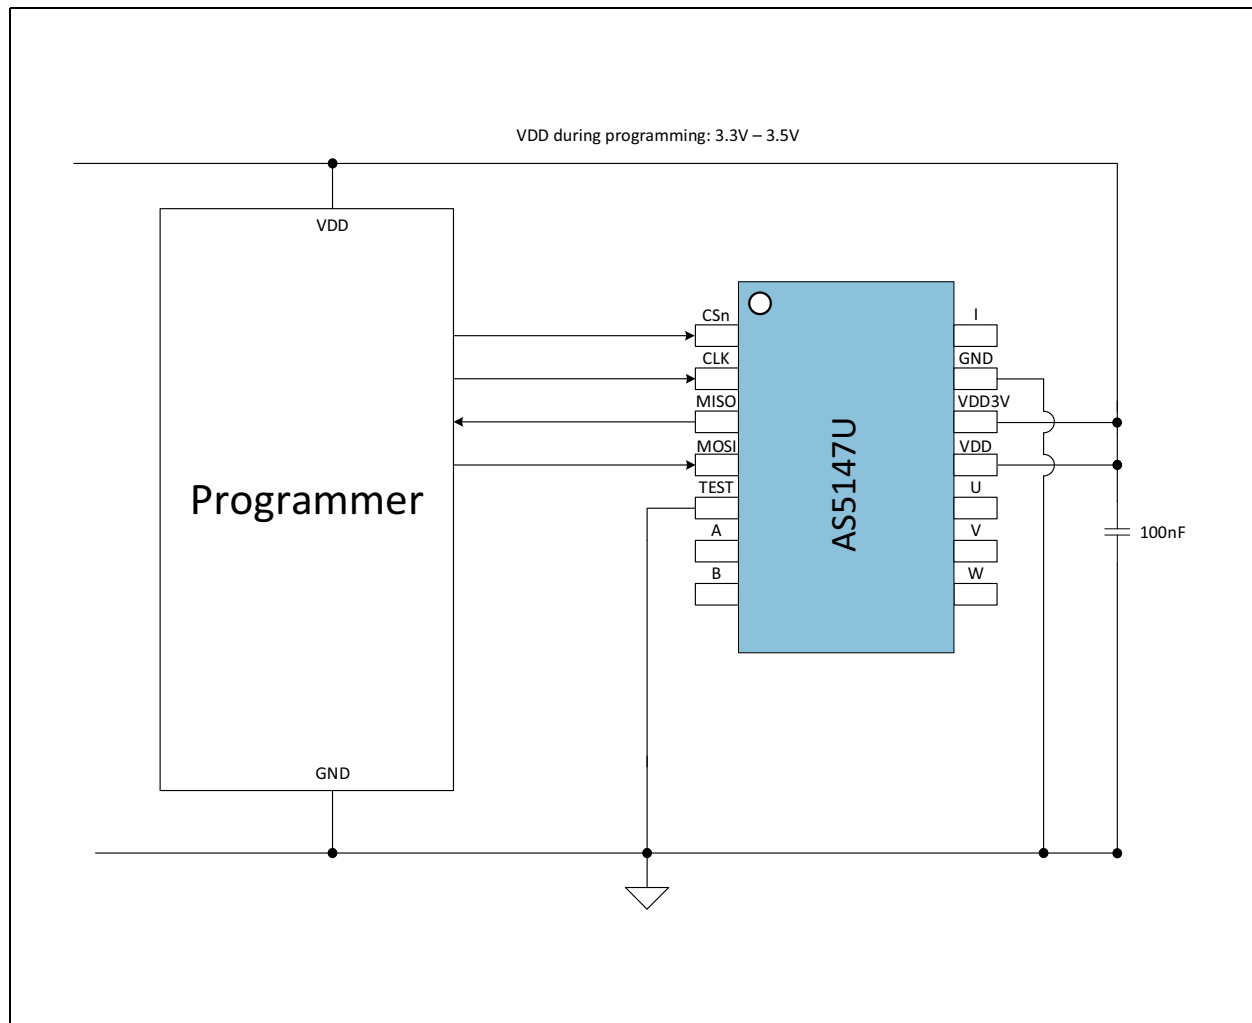 VDD during programming: 3.3V – 3.5V
VDD
Programmer
GND
CSn
CLK
MISO
MOSI
TEST
A
B
AS5147U
I
GND
VDD3V
VDD
U
V
W
100nF